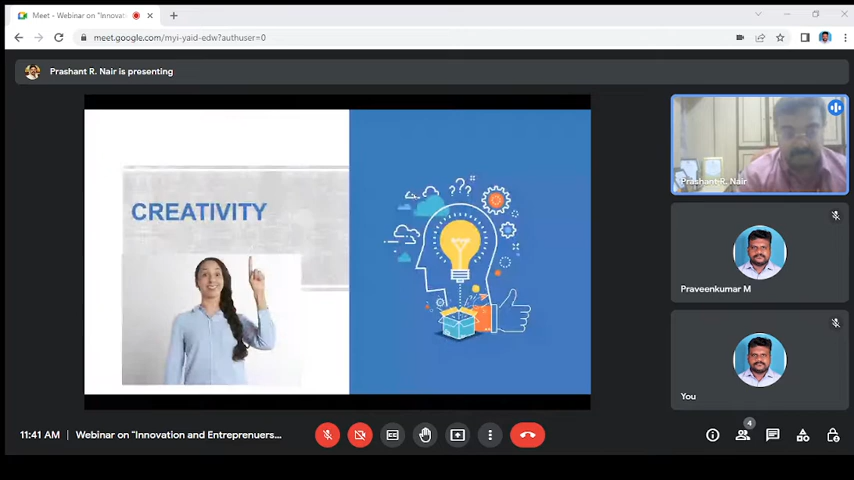 Meet - Webinar on "Innovat
meet.google.com/myi-yaid-edw?authuser=0
Prashant R. Nair is presenting
CREATIVITY
???
Prashant R. Nair
Praveenkumar M
You
4
11:41 AM | Webinar on "Innovation and Entreprenuers...